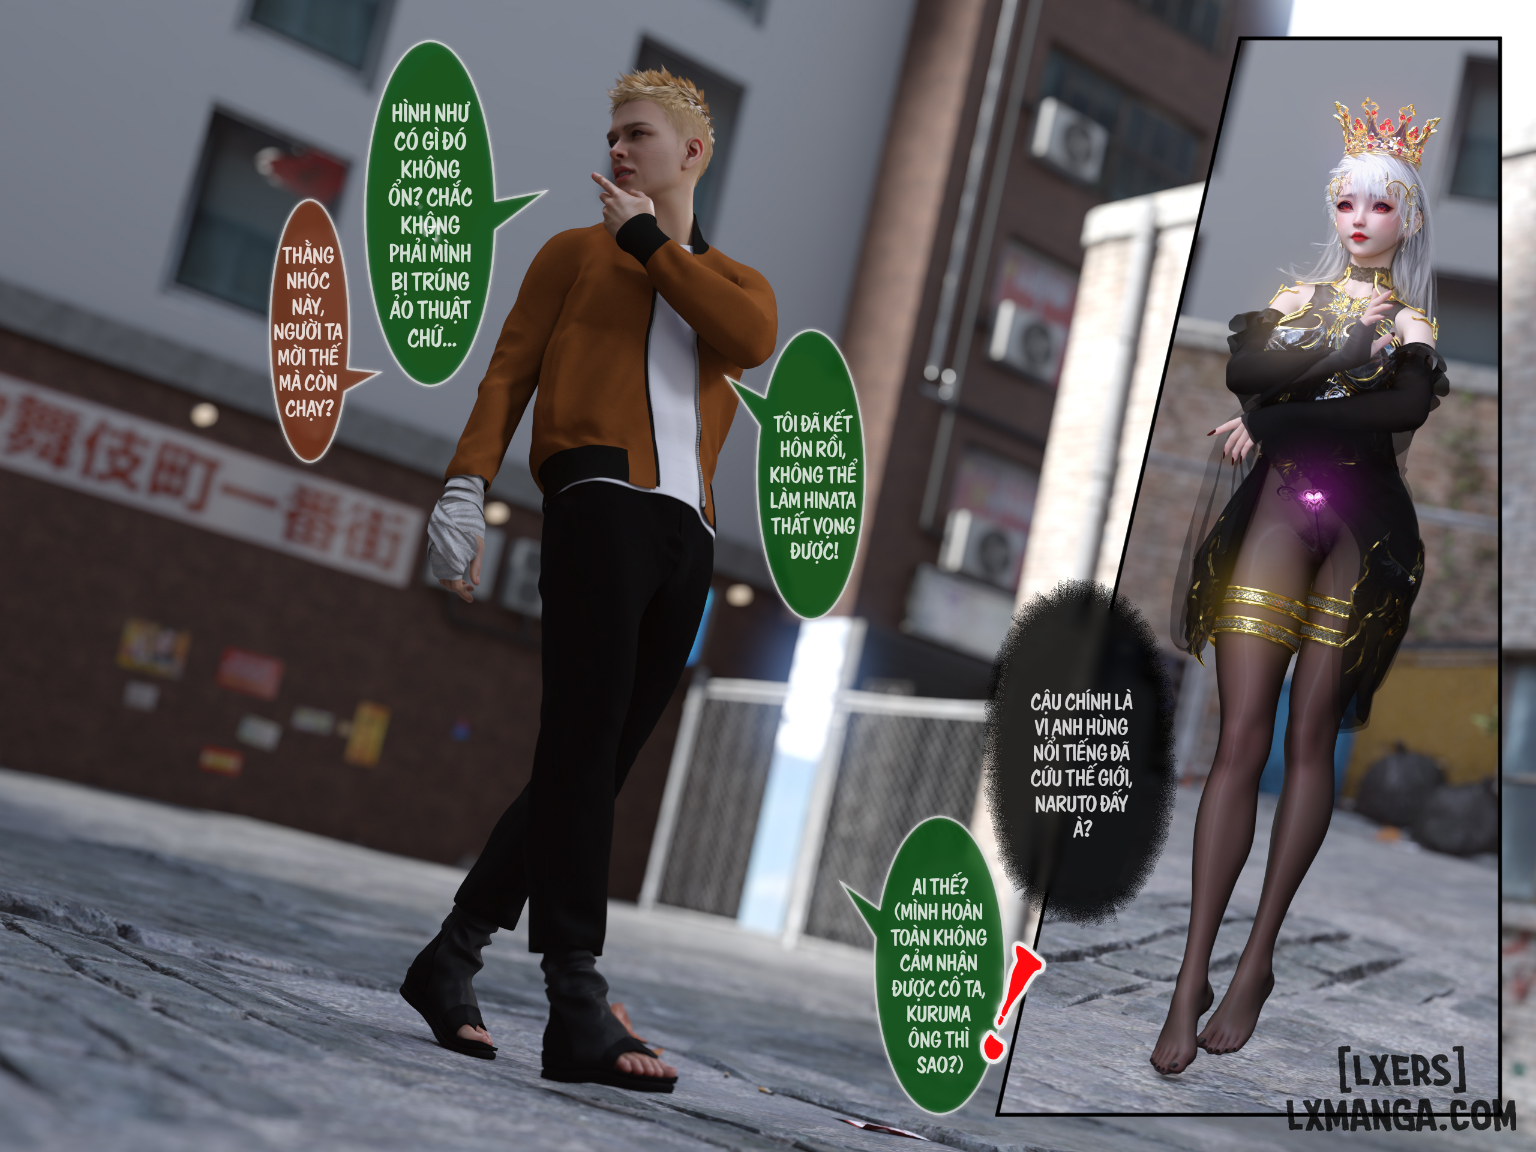 HÌNH NHƯ
CÓ GÌ ĐÓ
KHÔNG
ỔN? CHẮC
KHÔNG
PHẢI MÌNH
BỊ TRÚNG
ẢO THUẬT
CHỨ...
THẰNG
NHÓC
NÀY,
NGƯỜI TA
MỜI THẾ
MÀ CÒN
CHẠY?
TÔI ĐÃ KẾT
HÔN RỒI,
KHÔNG THỂ
LÀM HINATA
THẤT VỌNG
ĐƯỢC!
舞伎町一番街
CẬU CHÍNH LÀ
VỊ ANH HÙNG
NỔI TIẾNG ĐÃ
CỨU THẾ GIỚI,
NARUTO ĐẤY
À?
AI THẾ?
(MÌNH HOÀN
TOÀN KHÔNG
CẢM NHẬN
ĐƯỢC CÔ TA,
KURUMA
ÔNG THÌ
SAO?)
!
[LXERS]
LXMANGA.COM